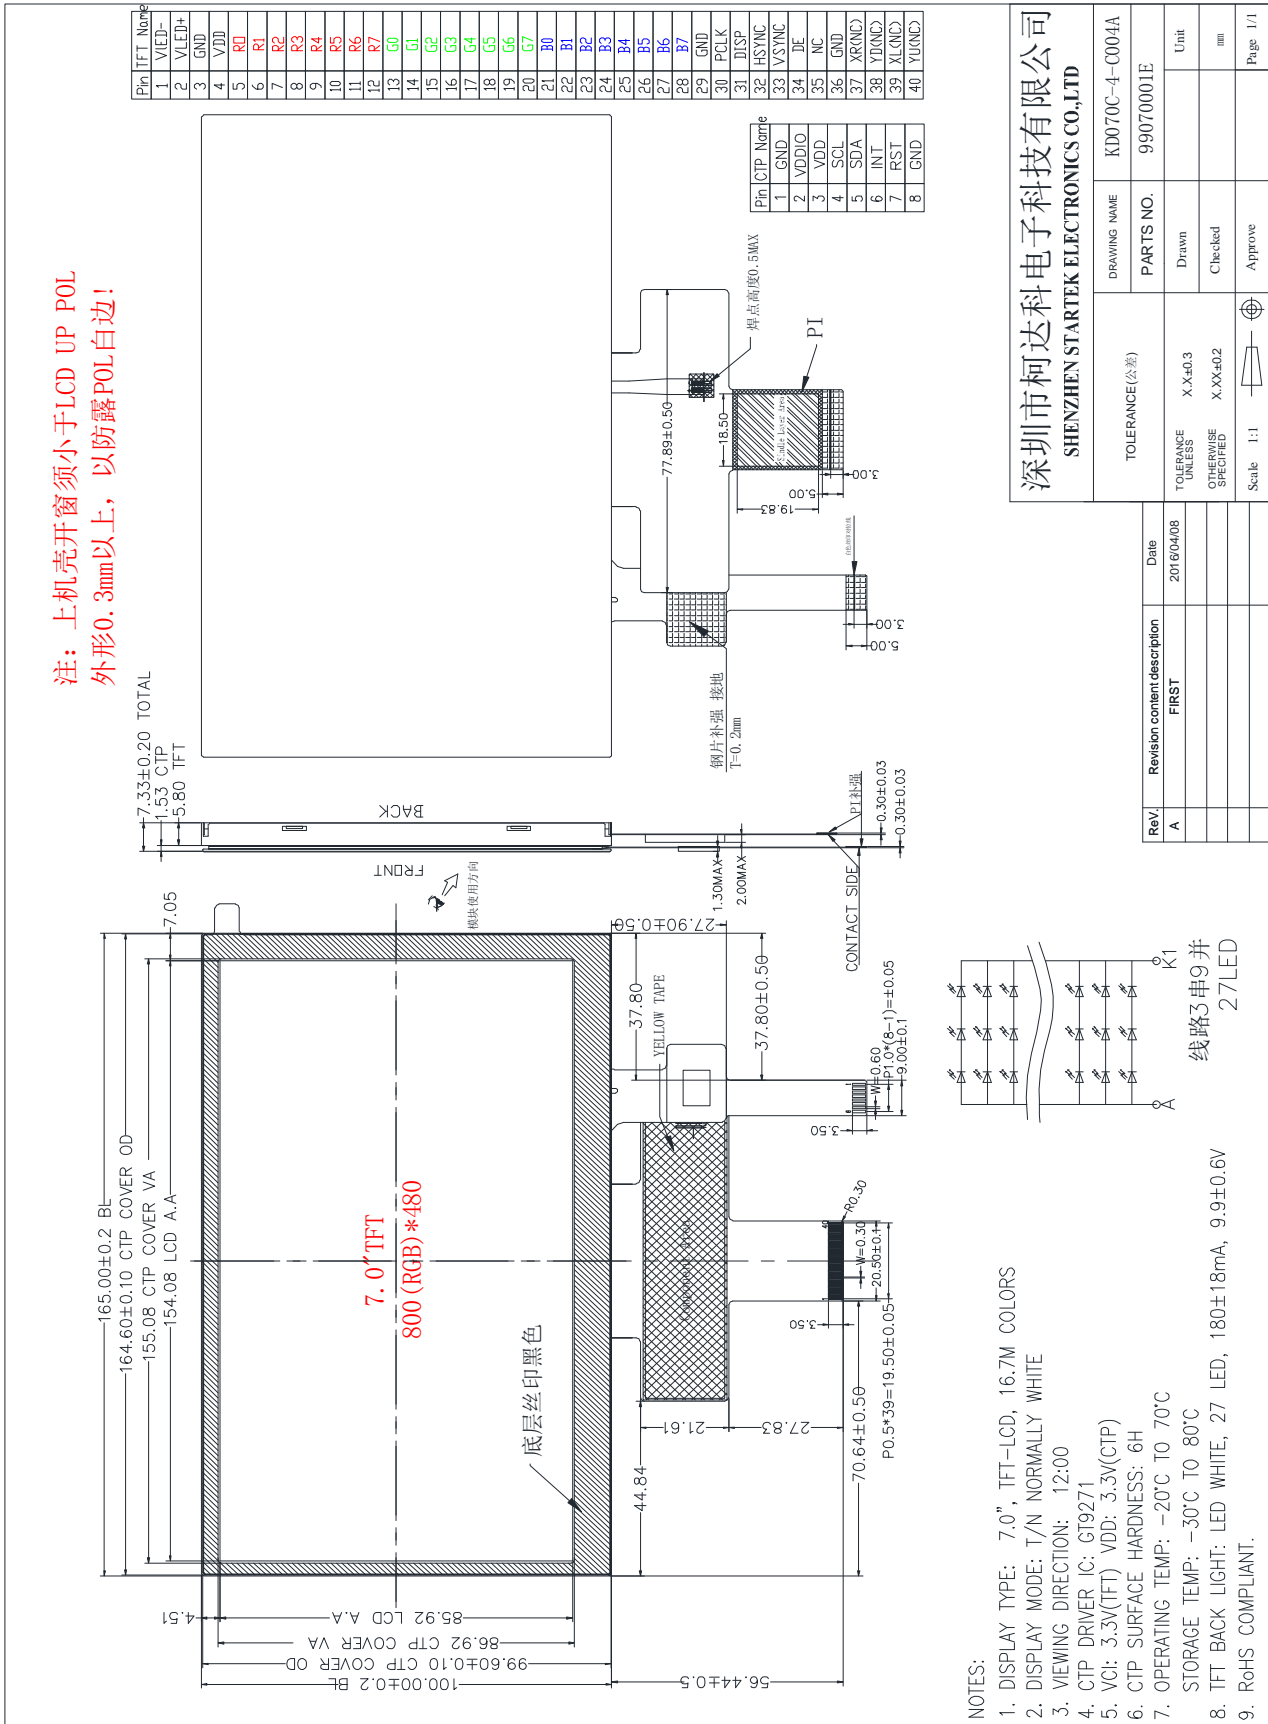 注: 上机壳开窗须小于LCD UP POL
外形0.3mm以上, 以防露POL白边!
Pin TFT Name
1 VlED-
2 VLED+
3 GND
4 VDD
5 R0
6 R1
7 R2
8 R3
9 R4
10 R5
11 R6
12 R7
13 G0
14 G1
15 G2
16 G3
17 G4
18 G5
19 G6
20 G7
21 B0
22 B1
23 B2
24 B3
25 B4
26 B5
27 B6
28 B7
29 GND
30 PCLK
31 DISP
32 HSYNC
33 VSYNC
34 DE
35 NC
36 GND
37 XR(NC)
38 YD(NC)
39 XL(NC)
40 YU(NC)
Pin CTP Name
1 GND
2 VDDIO
3 VDD
4 SCL
5 SDA
6 INT
7 RST
8 GND
165.00±0.2 BL
164.60±0.10 CTP COVER OD
155.08 CTP COVER VA
154.08 LCD A.A
7.05
4.51
85.92 LCD A.A
86.92 CTP COVER VA
99.60±0.10 CTP COVER OD
100.00±0.2 BL
56.44±0.5
7.0"TFT
800(RGB)*480
底层丝印黑色
44.84
21.61
27.83
70.64±0.50
P0.5*39=19.50±0.05
20.50±0.1
W=0.30
R0.30
3.50
40
YELLOW TAPE
37.80
27.90±0.50
37.80±0.50
3.50
W=0.60
P1.0*(8-1)=±0.05
9.00±0.1
7.33±0.20 TOTAL
1.53 CTP
5.80 TFT
BACK
FRONT
模块使用方向
1.30MAX
2.00MAX
CONTACT SIDE
PI补强
0.30±0.03
0.30±0.03
77.89±0.50
18.50
19.83
5.00
3.00
焊点高度0.5MAX
PI
5.00
3.00
钢片补强 接地
T=0.2mm
A
K1
线路3串9并
27LED
NOTES:
1. DISPLAY TYPE: 7.0", TFT-LCD, 16.7M COLORS
2. DISPLAY MODE: T/N NORMALLY WHITE
3. VIEWING DIRECTION: 12:00
4. CTP DRIVER IC: GT9271
5. VCI: 3.3V(TFT) VDD: 3.3V(CTP)
6. CTP SURFACE HARDNESS: 6H
7. OPERATING TEMP: -20°C TO 70°C
STORAGE TEMP: -30°C TO 80°C
8. TFT BACK LIGHT: LED WHITE, 27 LED, 180±18mA, 9.9±0.6V
9. RoHS COMPLIANT.
ReV. Revision content description Date
A FIRST 2016/04/08
深圳市柯达科电子科技有限公司
SHENZHEN STARTEK ELECTRONICS CO.,LTD
TOLERANCE(公差)
DRAWING NAME KD070C-4-C004A
PARTS NO. 99070001E
TOLERANCE UNLESS
OTHERWISE SPECIFIED
X.X±0.3
X.XX±0.2
Drawn
Unit
Checked
mm
Scale 1:1
Approve
Page 1/1